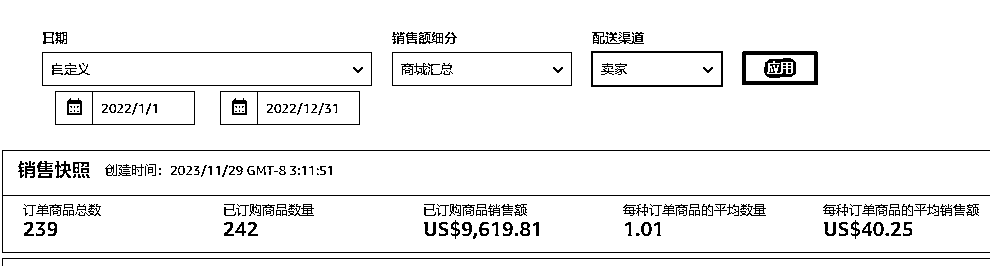 日期 销售额细分 配送渠道
自定义 商城汇总 卖家 应用
2022/1/1 2022/12/31
销售快照 创建时间：2023/11/29 GMT-8 3:11:51
订单商品总数 已订购商品数量 已订购商品销售额 每种订单商品的平均数量 每种订单商品的平均销售额
239 242 US$9,619.81 1.01 US$40.25